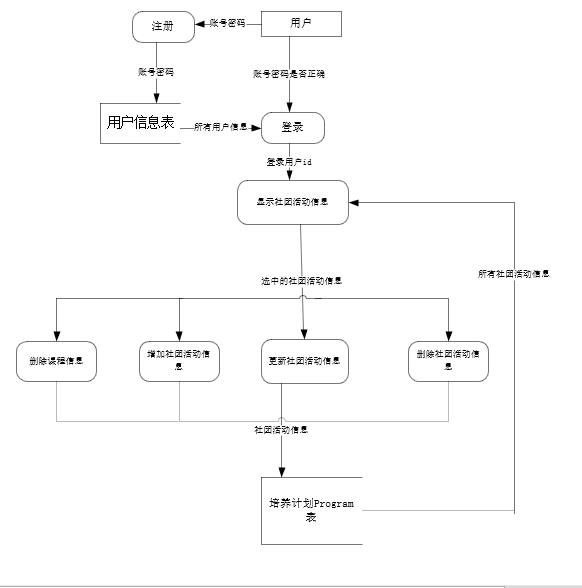 注册
账号密码
用户
账号密码
账号密码是否正确
用户信息表
所有用户信息
登录
登录用户id
显示社团活动信息
所有社团活动信息
选中的社团活动信息
删除课程信息
增加社团活动信
息
更新社团活动信息
删除社团活动信
息
社团活动信息
培养计划Program
表